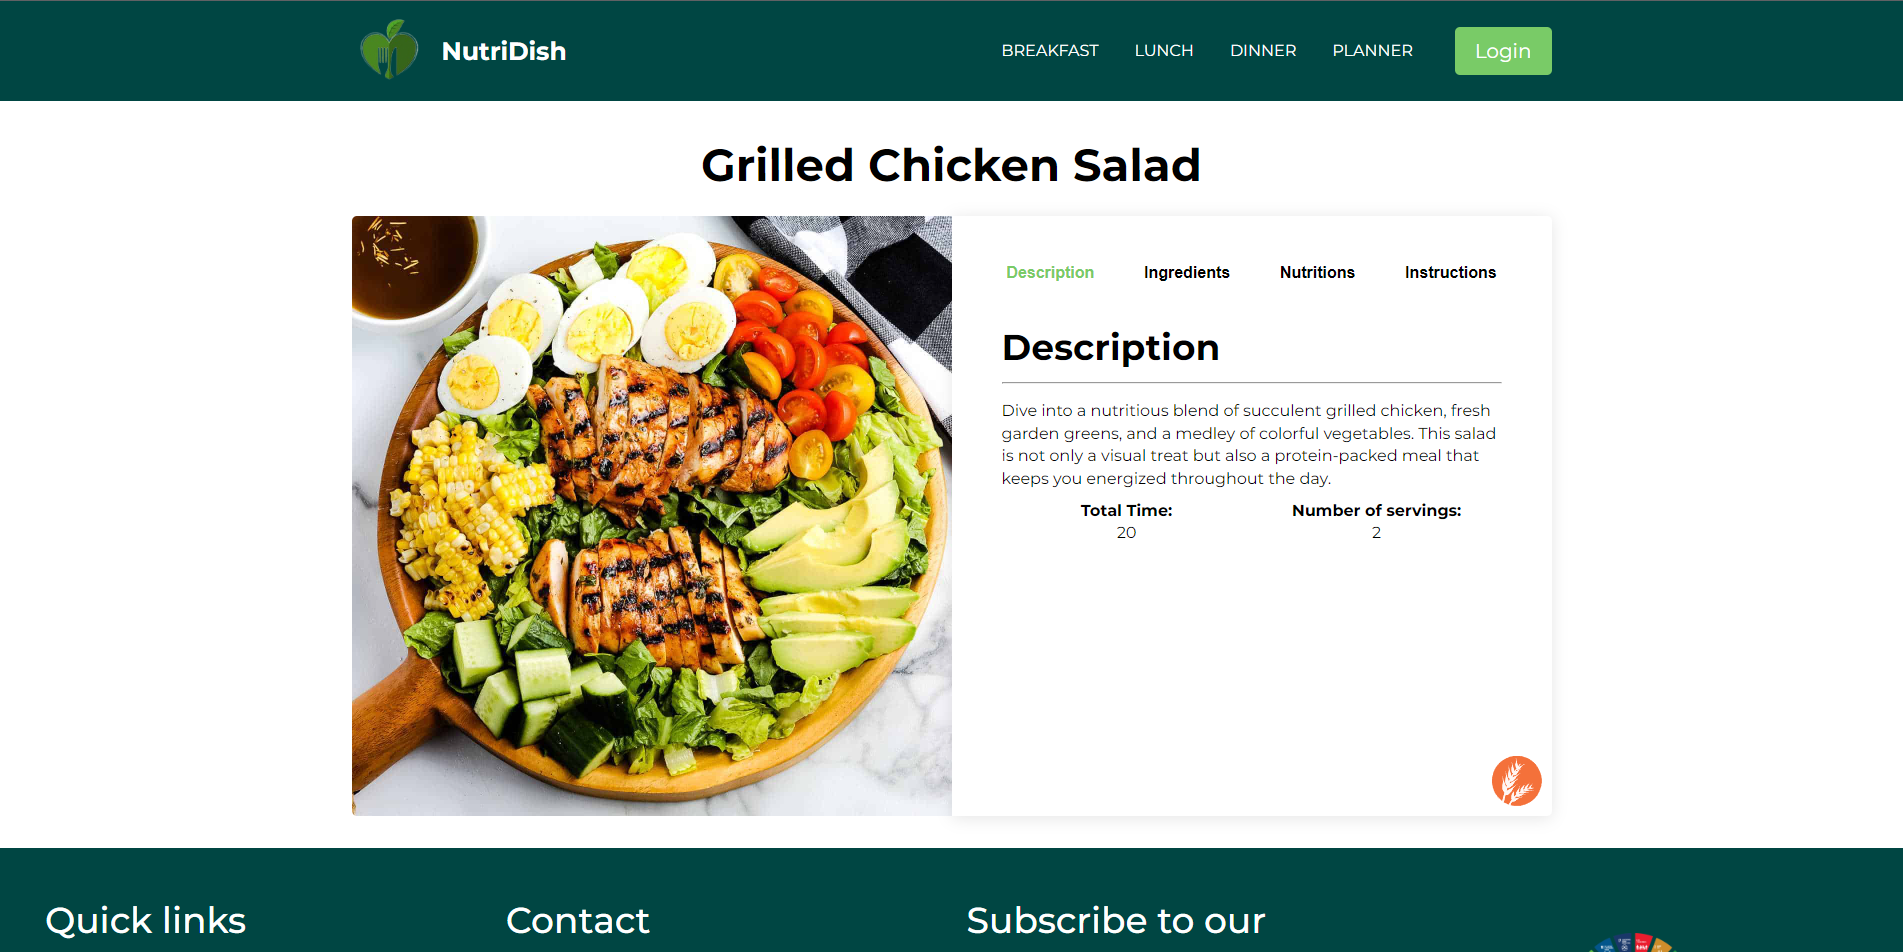 NutriDish
BREAKFAST
LUNCH
DINNER
PLANNER
Login
Grilled Chicken Salad
Description
Ingredients
Nutritions
Instructions
Description
Dive into a nutritious blend of succulent grilled chicken, fresh
garden greens, and a medley of colorful vegetables. This salad
is not only a visual treat but also a protein-packed meal that
keeps you energized throughout the day.
Total Time:
20
Number of servings:
2
Quick links
Contact
Subscribe to our